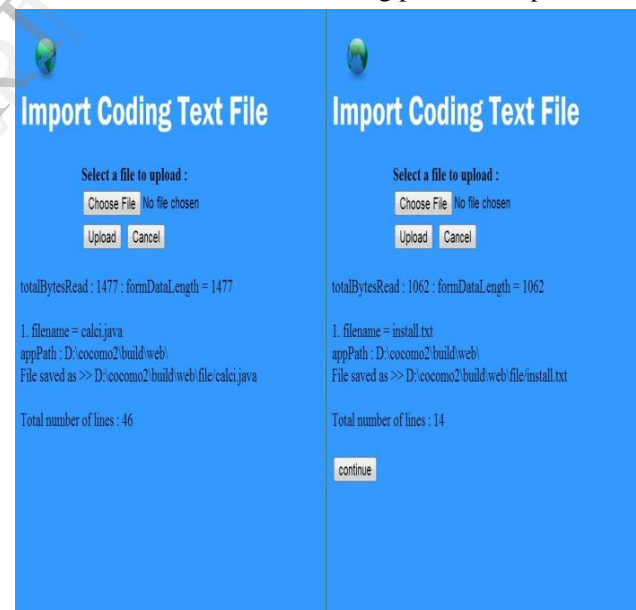 Import Coding Text File
Select a file to upload :
Choose File No file chosen
Upload Cancel
totalBytesRead : 1477 : formDataLength = 1477
1. filename = calci.java
appPath : D:\cocomo2\build\web\
File saved as >> D:\cocomo2\build\web\file/calci.java
Total number of lines : 46
Import Coding Text File
Select a file to upload :
Choose File No file chosen
Upload Cancel
totalBytesRead : 1062 : formDataLength = 1062
1. filename = install.txt
appPath : D:\cocomo2\build\web\
File saved as >> D:\cocomo2\build\web\file/install.txt
Total number of lines : 14
continue